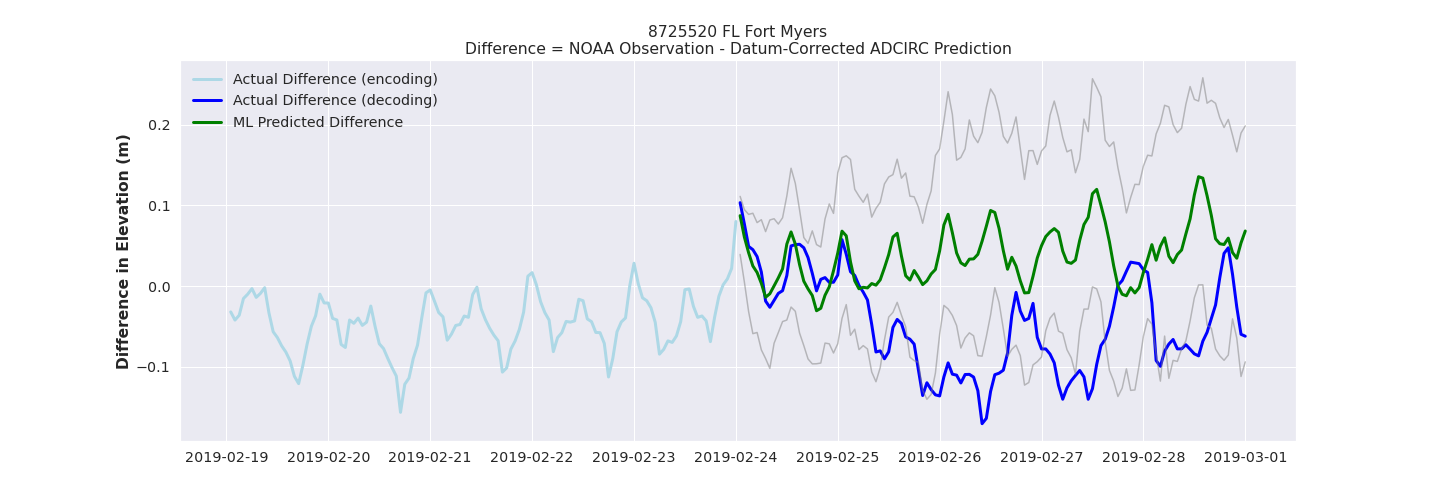 8725520 FL Fort Myers
Difference = NOAA Observation - Datum-Corrected ADCIRC Prediction
Actual Difference (encoding)
Actual Difference (decoding)
ML Predicted Difference
Difference in Elevation (m)
0.2
0.1
0.0
−0.1
2019-02-19 2019-02-20 2019-02-21 2019-02-22 2019-02-23 2019-02-24 2019-02-25 2019-02-26 2019-02-27 2019-02-28 2019-03-01